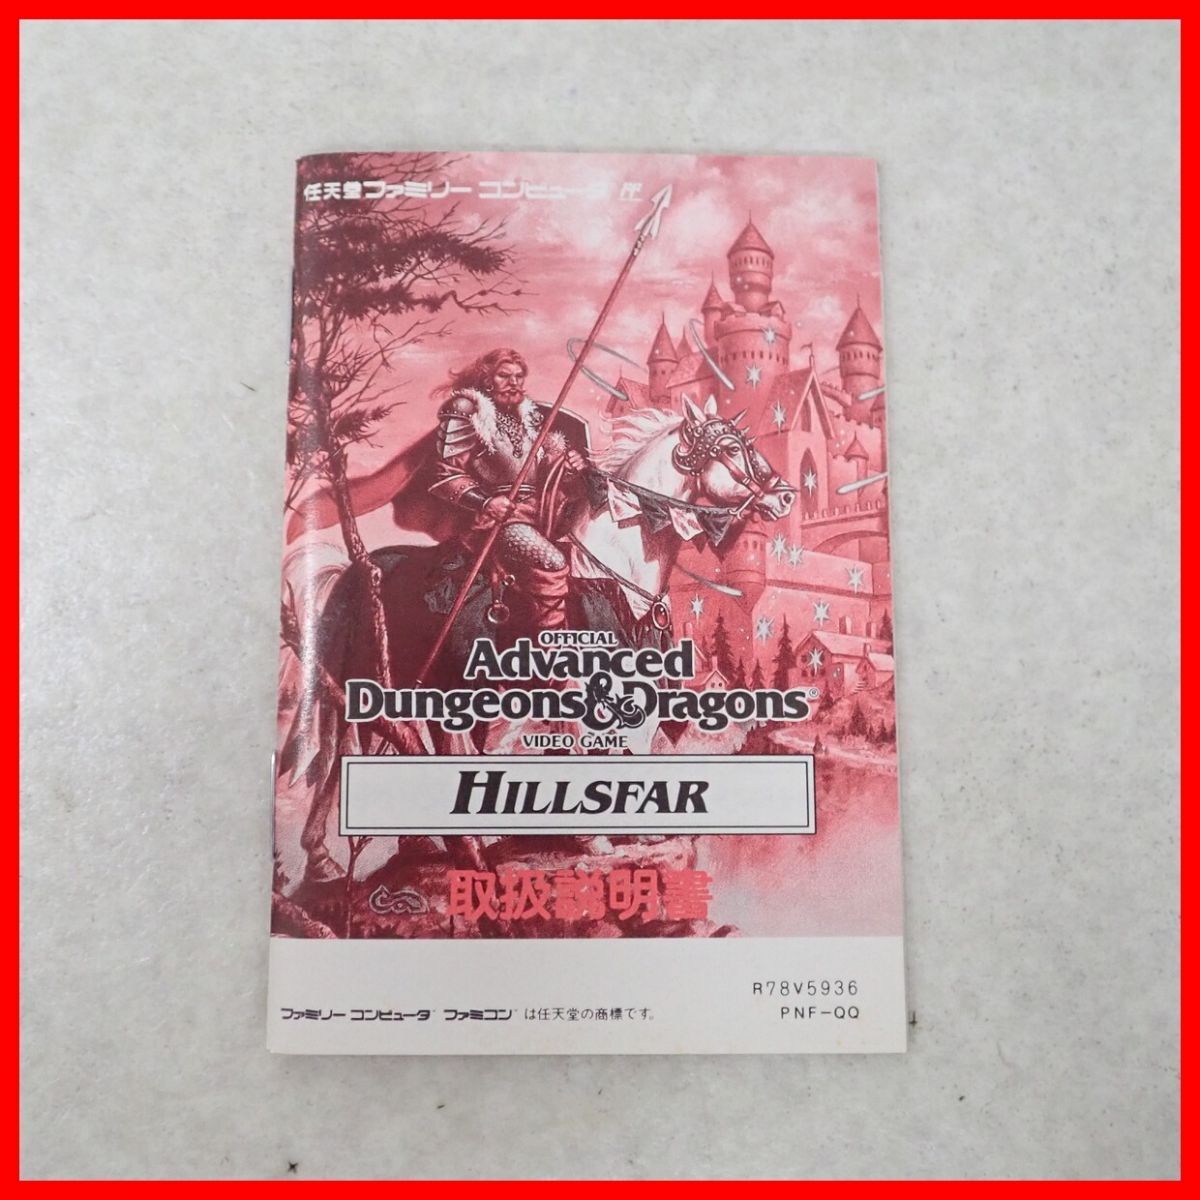 任天堂ファミリー コンピュータ FF
OFFICIAL
Advanced
Dungeons & Dragons®
VIDEO GAME
HILLSFAR
取扱説明書
R78V5936
PNF-QQ
ファミリー コンピュータ ファミコン は任天堂の商標です。